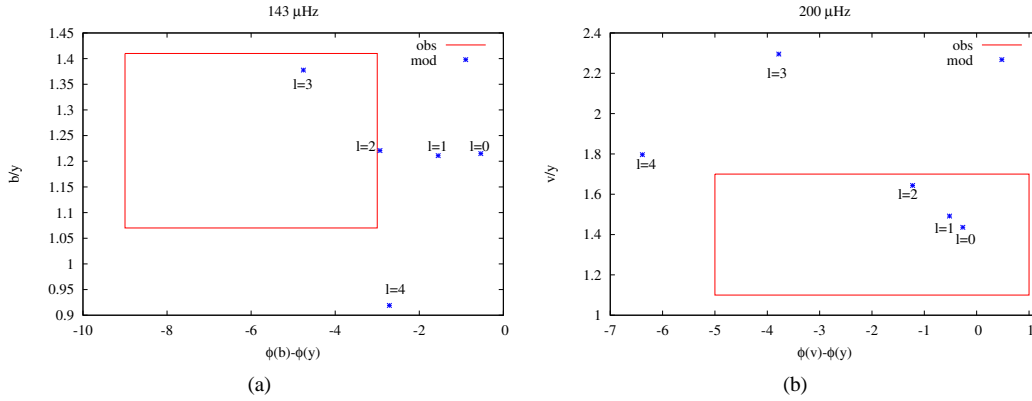 143 μHz
b/y
1.45
1.4
1.35
1.3
1.25
1.2
1.15
1.1
1.05
1
0.95
0.9
obs
mod
l=3
l=2
l=1
l=0
l=4
-10 -8 -6 -4 -2 0
ϕ(b)-ϕ(y)
(a)
200 μHz
v/y
2.4
2.2
2
1.8
1.6
1.4
1.2
1
obs
mod
l=3
l=4
l=2
l=1
l=0
-7 -6 -5 -4 -3 -2 -1 0 1
ϕ(v)-ϕ(y)
(b)